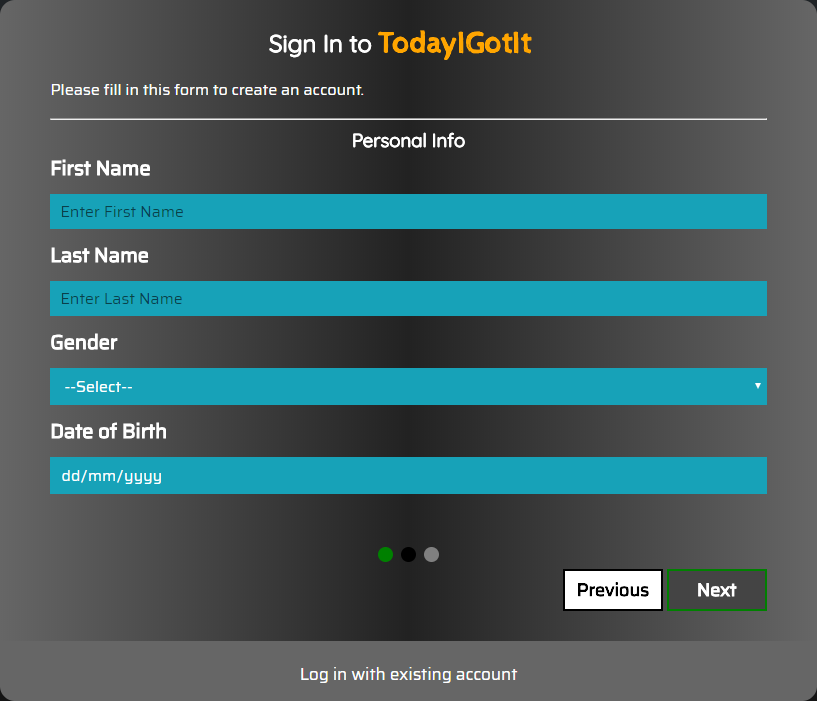 Sign In to TodayIGotIt
Please fill in this form to create an account.
Personal Info
First Name
Enter First Name
Last Name
Enter Last Name
Gender
--Select--
Date of Birth
dd/mm/yyyy
Previous Next
Log in with existing account